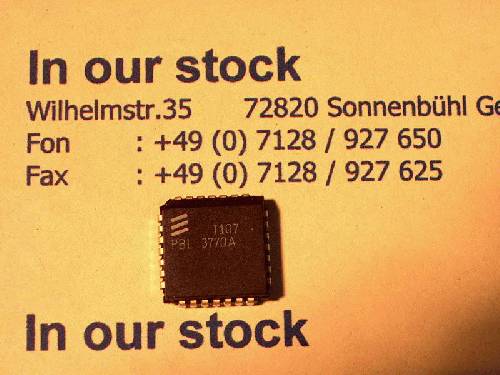 In our stock
Wilhelmstr.35 72820 Sonnenbühl Ge
Fon : +49 (0) 7128 / 927 650
Fax : +49 (0) 7128 / 927 625
T107
PBL 3770A
In our stock